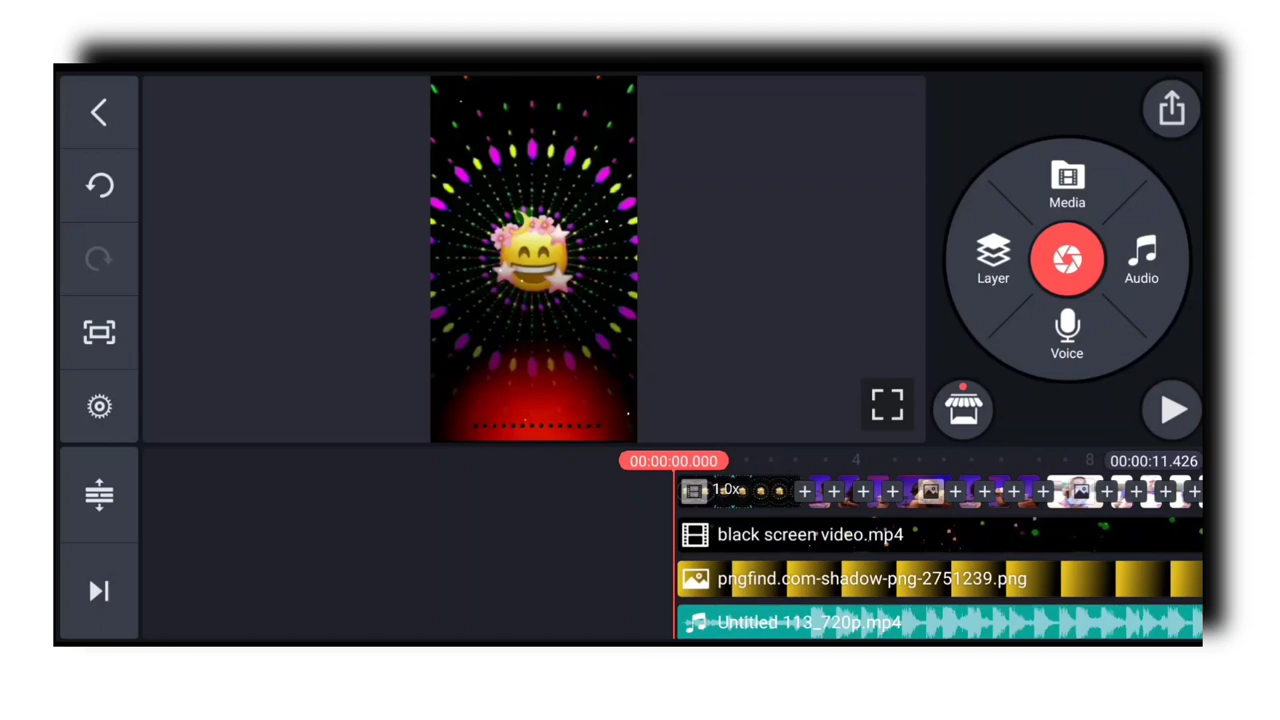 Media
Layer
Audio
Voice
00:00:00.000
4
8
00:00:11.426
1.0x
black screen video.mp4
pngfind.com-shadow-png-2751239.png
Untitled 113_720p.mp4